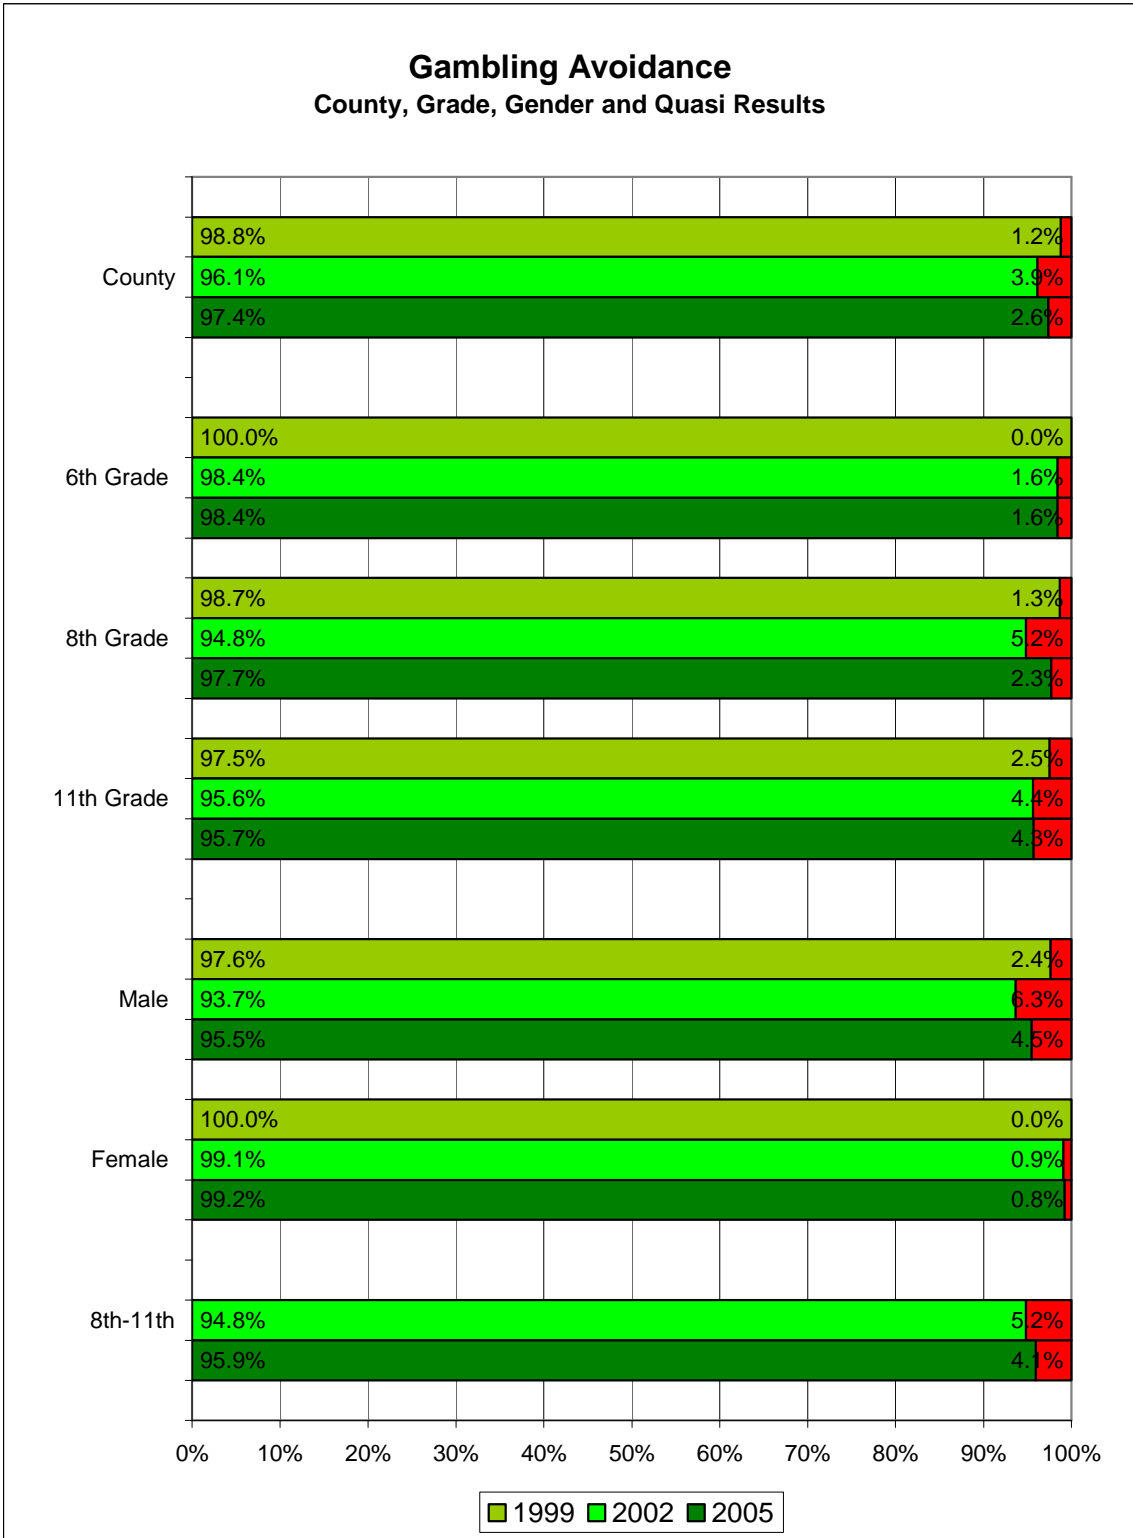 Gambling Avoidance
County, Grade, Gender and Quasi Results
98.8% 1.2%
County 96.1% 3.9%
97.4% 2.6%
100.0% 0.0%
6th Grade 98.4% 1.6%
98.4% 1.6%
98.7% 1.3%
8th Grade 94.8% 5.2%
97.7% 2.3%
97.5% 2.5%
11th Grade 95.6% 4.4%
95.7% 4.3%
97.6% 2.4%
Male 93.7% 6.3%
95.5% 4.5%
100.0% 0.0%
Female 99.1% 0.9%
99.2% 0.8%
8th-11th 94.8% 5.2%
95.9% 4.1%
0% 10% 20% 30% 40% 50% 60% 70% 80% 90% 100%
1999 2002 2005